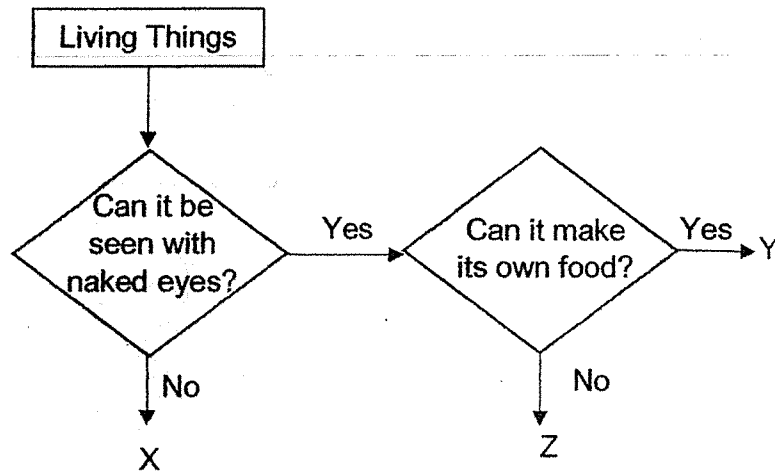 Living Things
Can it be
seen with
naked eyes?
Yes
Can it make
its own food?
Yes
Y
No
X
No
Z